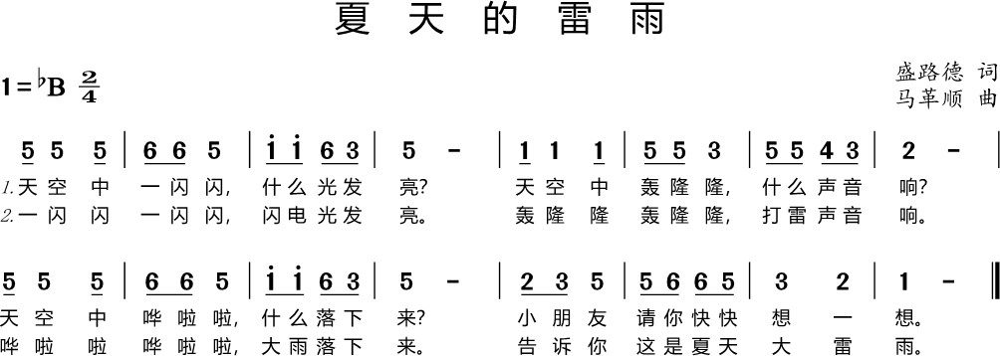 夏天的雷雨
1=♭B 2/4
盛路德 词
马革顺 曲
5 5 5 | 6 6 5 | i i 6 3 | 5 - | 1 1 1 | 5 5 3 | 5 5 4 3 | 2 - |
1.天空中 一闪闪, 什么光发 亮? 天空中 轰隆隆, 什么声音 响?
2.一闪闪 一闪闪, 闪电光发 亮。 轰隆隆 轰隆隆, 打雷声音 响。
5 5 5 | 6 6 5 | i i 6 3 | 5 - | 2 3 5 | 5 6 6 5 | 3 2 | 1 - ‖
天空中 哗啦啦, 什么落下 来? 小朋友 请你快快 想一 想。
哗啦啦 哗啦啦, 大雨落下 来。 告诉你 这是夏天 大雷 雨。